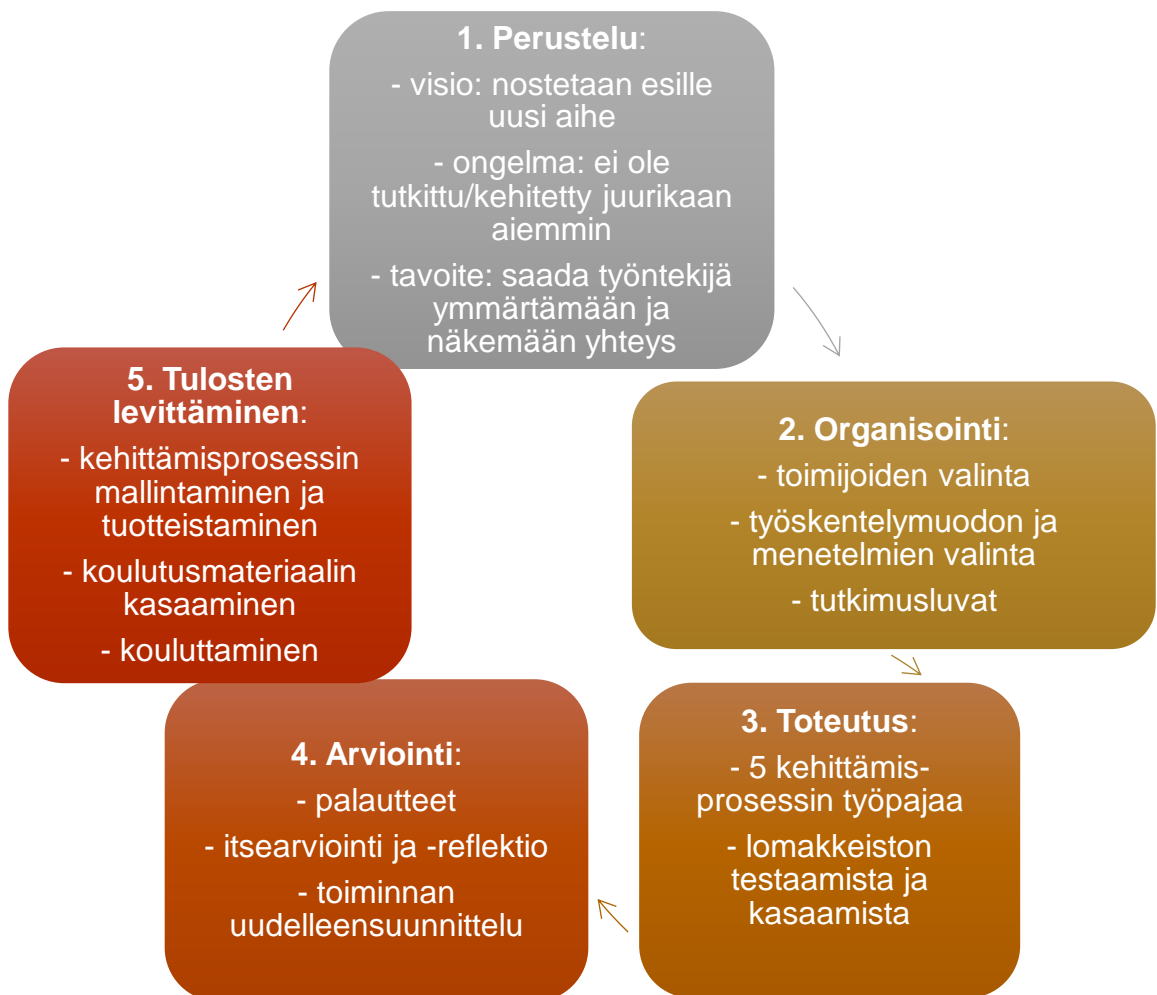 1. Perustelu:
- visio: nostetaan esille
uusi aihe
- ongelma: ei ole
tutkittu/kehitetty juurikaan
aiemmin
- tavoite: saada työntekijä
ymmärtämään ja
näkemään yhteys
2. Organisointi:
- toimijoiden valinta
- työskentelymuodon ja
menetelmien valinta
- tutkimusluvat
3. Toteutus:
- 5 kehittämis-
prosessin työpajaa
- lomakkeiston
testaamista ja
kasaamista
4. Arviointi:
- palautteet
- itsearviointi ja -reflektio
- toiminnan
uudelleensuunnittelu
5. Tulosten
levittäminen:
- kehittämisprosessin
mallintaminen ja
tuotteistaminen
- koulutusmateriaalin
kasaaminen
- kouluttaminen